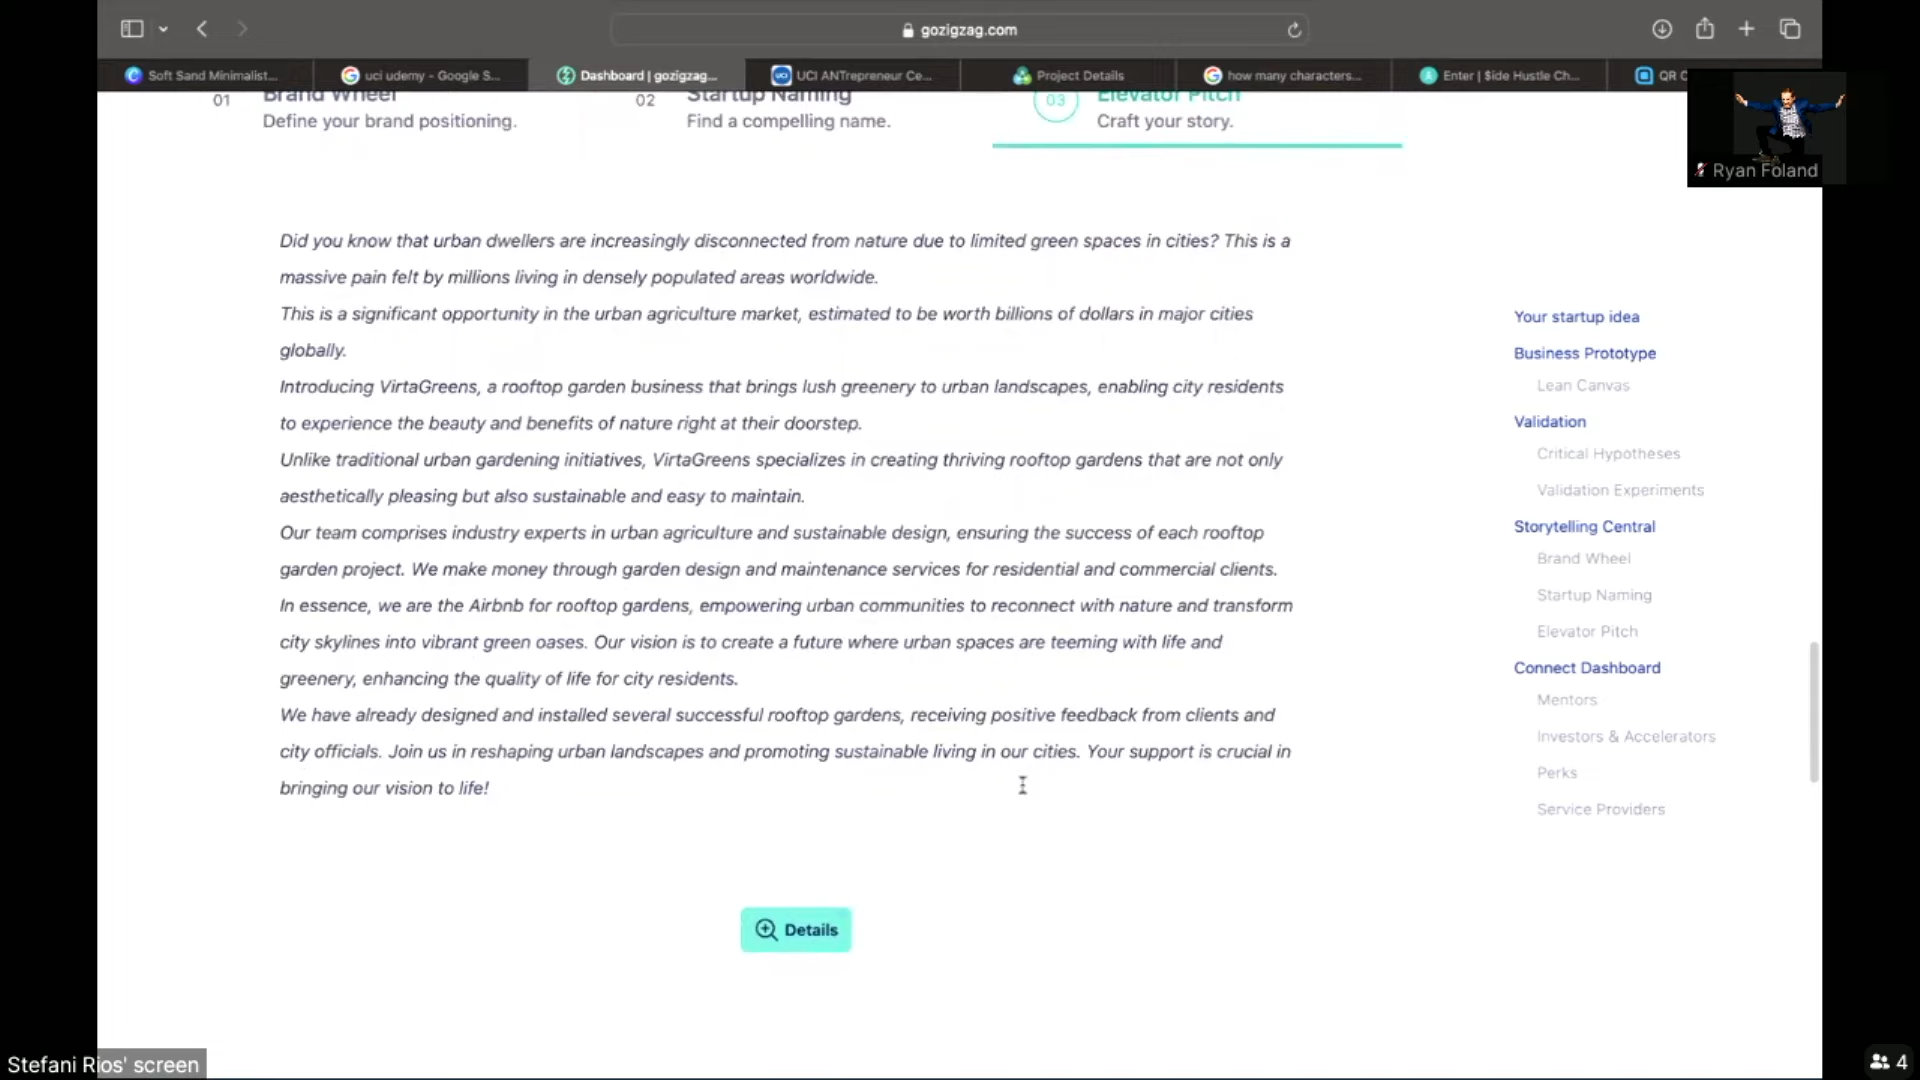 gozigzag.com
Soft Sand Minimalist...
uci udemy - Google S...
Dashboard | gozigzag...
UCI ANTrepreneur Ce...
Project Details
how many characters...
Enter | $ide Hustle Ch...
QR C
Ryan Foland
01 Brand Wheel
Define your brand positioning.
02 Startup Naming
Find a compelling name.
03 Elevator Pitch
Craft your story.
Did you know that urban dwellers are increasingly disconnected from nature due to limited green spaces in cities? This is a
massive pain felt by millions living in densely populated areas worldwide.
This is a significant opportunity in the urban agriculture market, estimated to be worth billions of dollars in major cities
globally.
Introducing VirtaGreens, a rooftop garden business that brings lush greenery to urban landscapes, enabling city residents
to experience the beauty and benefits of nature right at their doorstep.
Unlike traditional urban gardening initiatives, VirtaGreens specializes in creating thriving rooftop gardens that are not only
aesthetically pleasing but also sustainable and easy to maintain.
Our team comprises industry experts in urban agriculture and sustainable design, ensuring the success of each rooftop
garden project. We make money through garden design and maintenance services for residential and commercial clients.
In essence, we are the Airbnb for rooftop gardens, empowering urban communities to reconnect with nature and transform
city skylines into vibrant green oases. Our vision is to create a future where urban spaces are teeming with life and
greenery, enhancing the quality of life for city residents.
We have already designed and installed several successful rooftop gardens, receiving positive feedback from clients and
city officials. Join us in reshaping urban landscapes and promoting sustainable living in our cities. Your support is crucial in
bringing our vision to life!
Details
Your startup idea
Business Prototype
Lean Canvas
Validation
Critical Hypotheses
Validation Experiments
Storytelling Central
Brand Wheel
Startup Naming
Elevator Pitch
Connect Dashboard
Mentors
Investors & Accelerators
Perks
Service Providers
Stefani Rios' screen
4